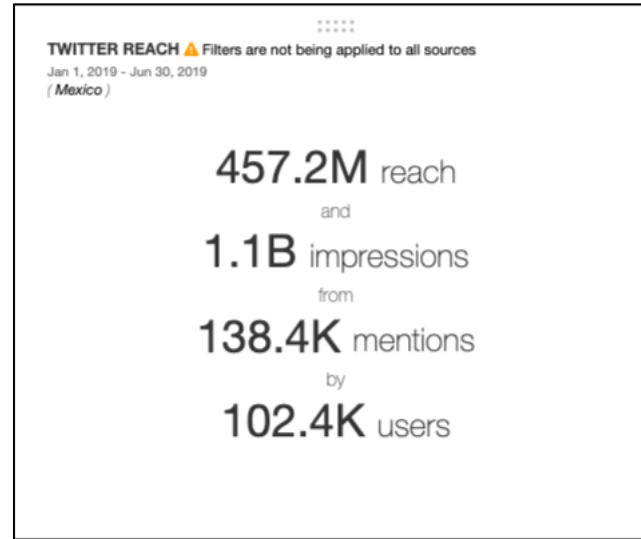 TWITTER REACH ⚠ Filters are not being applied to all sources
Jan 1, 2019 - Jun 30, 2019
( Mexico )
457.2M reach
and
1.1B impressions
from
138.4K mentions
by
102.4K users